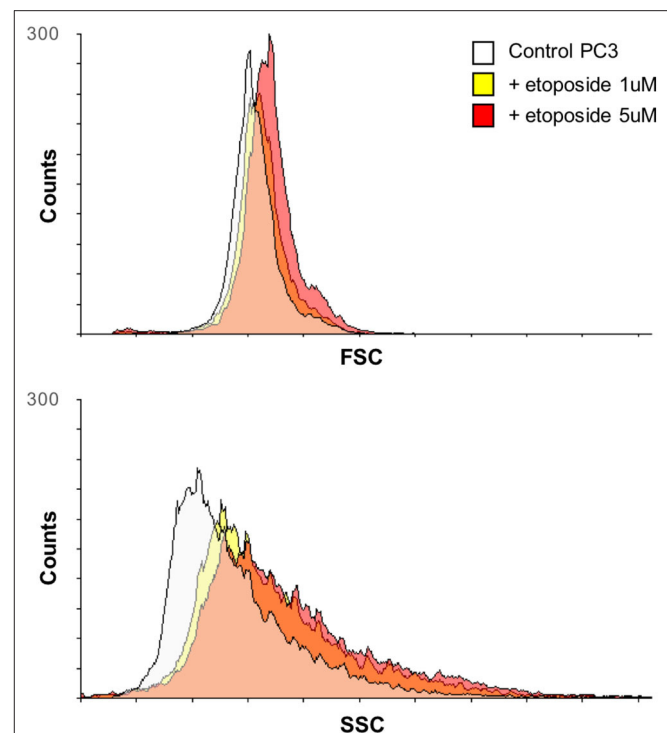 300
Control PC3
+ etoposide 1uM
+ etoposide 5uM
Counts
FSC
300
Counts
SSC